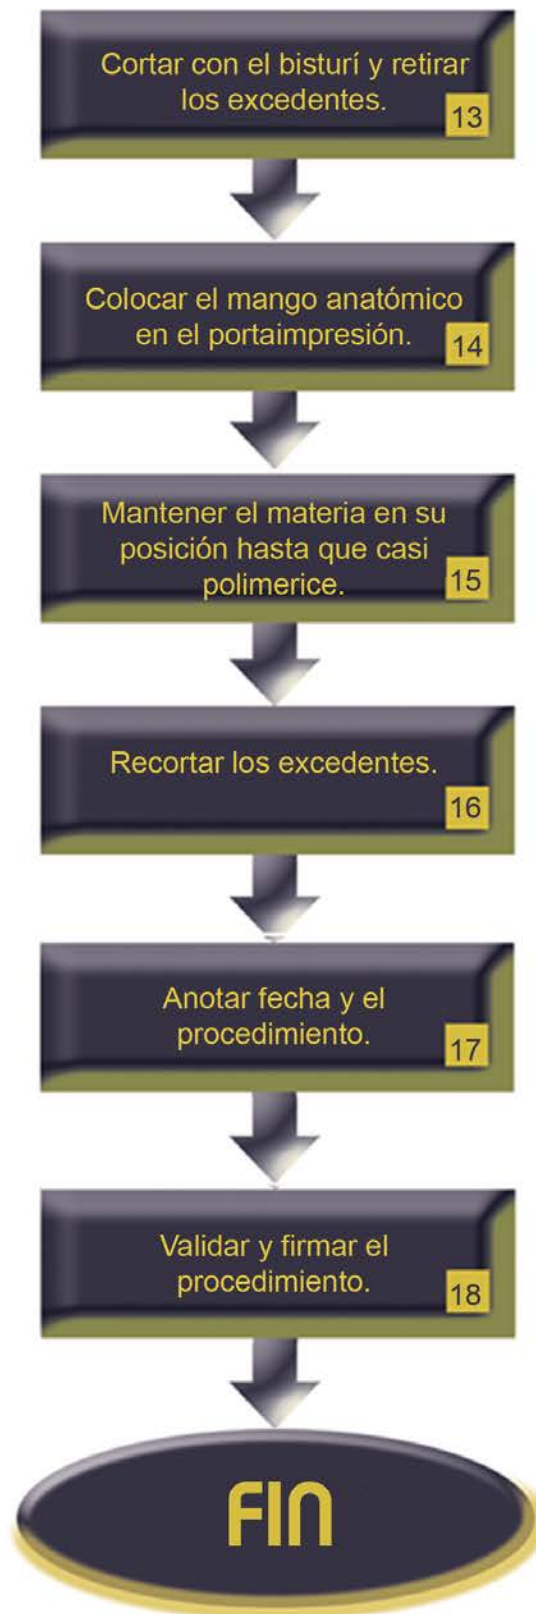 Cortar con el bisturí y retirar
los excedentes.
13
Colocar el mango anatómico
en el portaimpresión.
14
Mantener el materia en su
posición hasta que casi
polimerice.
15
Recortar los excedentes.
16
Anotar fecha y el
procedimiento.
17
Validar y firmar el
procedimiento.
18
FIN